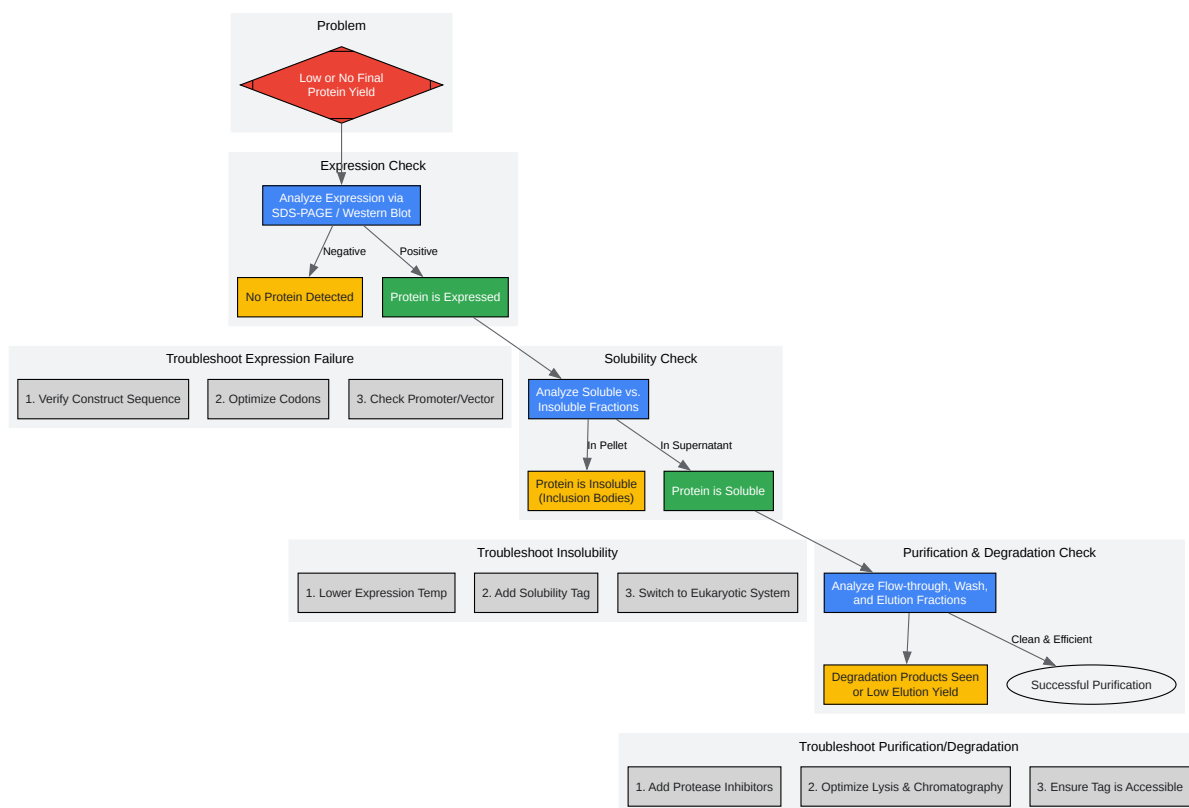 Problem
Low or No Final
Protein Yield
Expression Check
Analyze Expression via
SDS-PAGE / Western Blot
Negative
Positive
No Protein Detected
Protein is Expressed
Troubleshoot Expression Failure
1. Verify Construct Sequence
2. Optimize Codons
3. Check Promoter/Vector
Solubility Check
Analyze Soluble vs.
Insoluble Fractions
In Pellet
In Supernatant
Protein is Insoluble
(Inclusion Bodies)
Protein is Soluble
Troubleshoot Insolubility
1. Lower Expression Temp
2. Add Solubility Tag
3. Switch to Eukaryotic System
Purification & Degradation Check
Analyze Flow-through, Wash,
and Elution Fractions
Clean & Efficient
Degradation Products Seen
or Low Elution Yield
Successful Purification
Troubleshoot Purification/Degradation
1. Add Protease Inhibitors
2. Optimize Lysis & Chromatography
3. Ensure Tag is Accessible